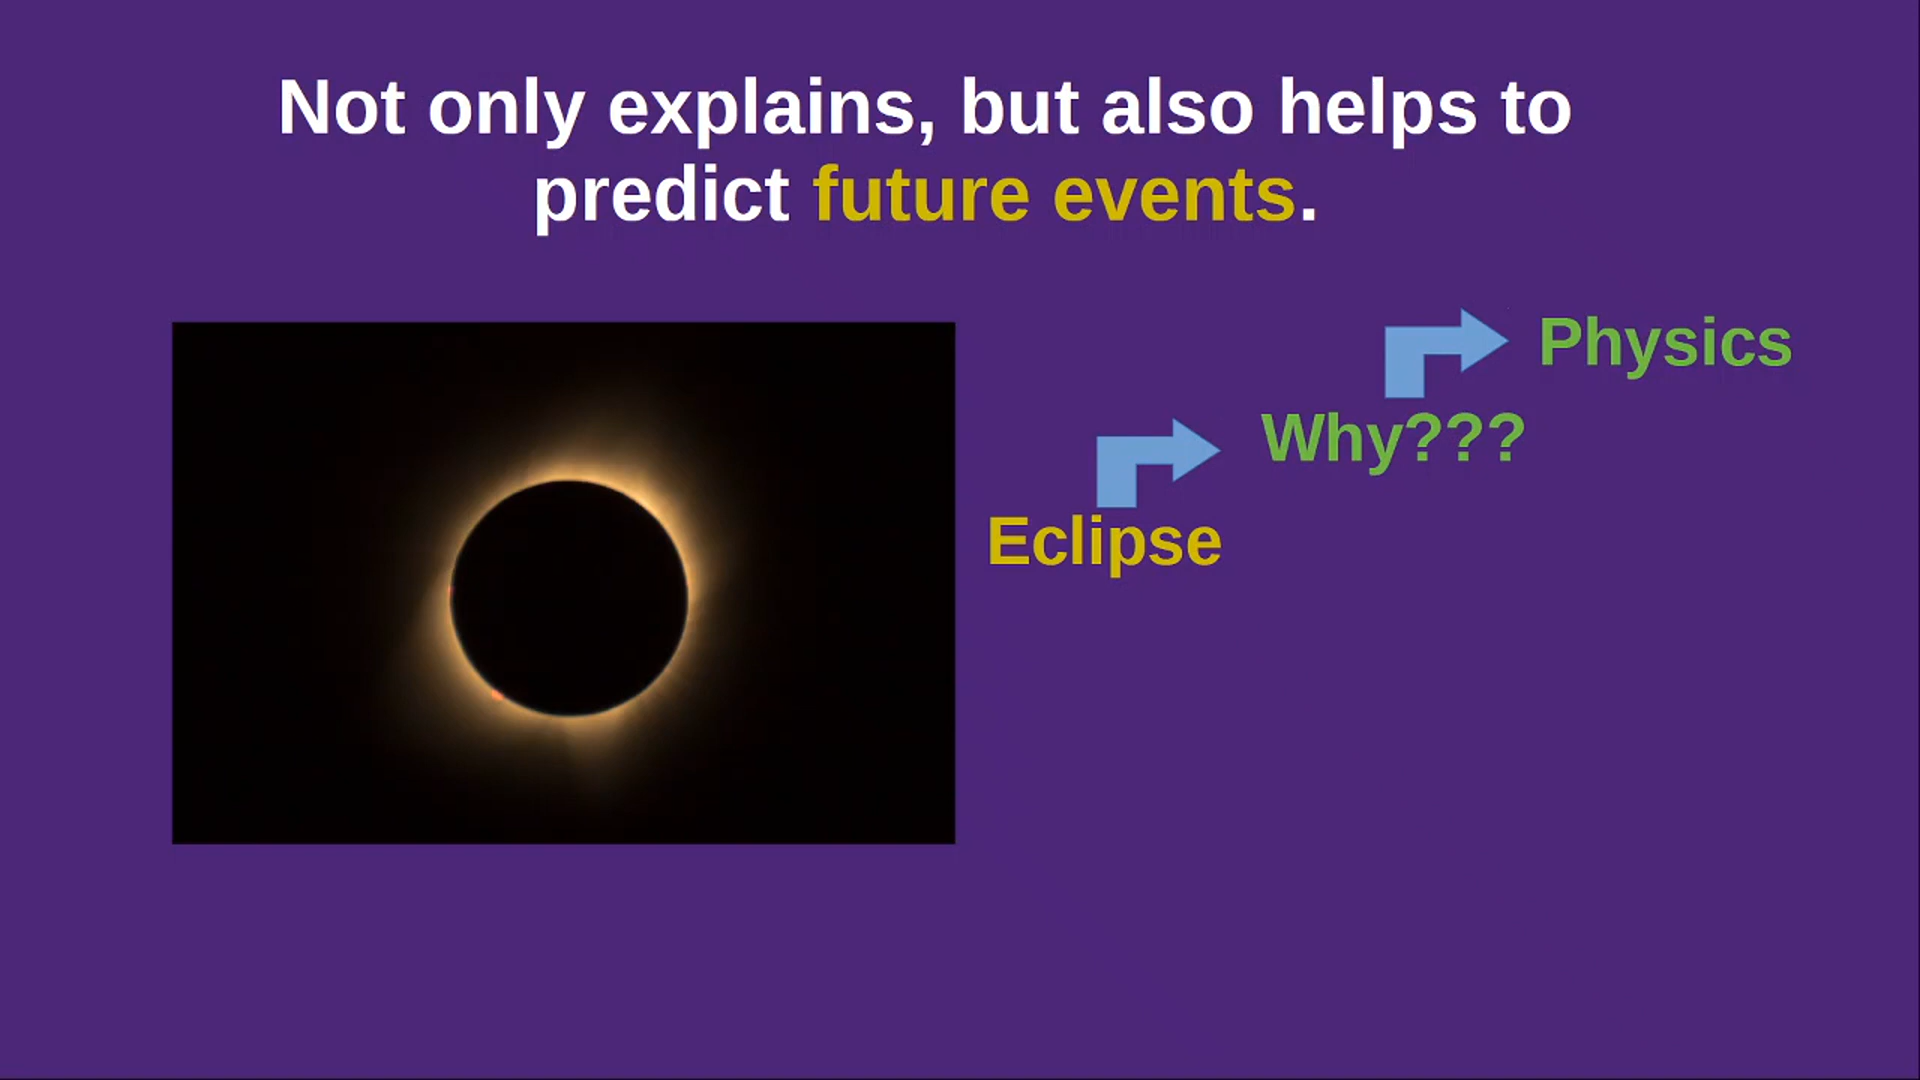 Not only explains, but also helps to
predict future events.
Physics
Why???
Eclipse